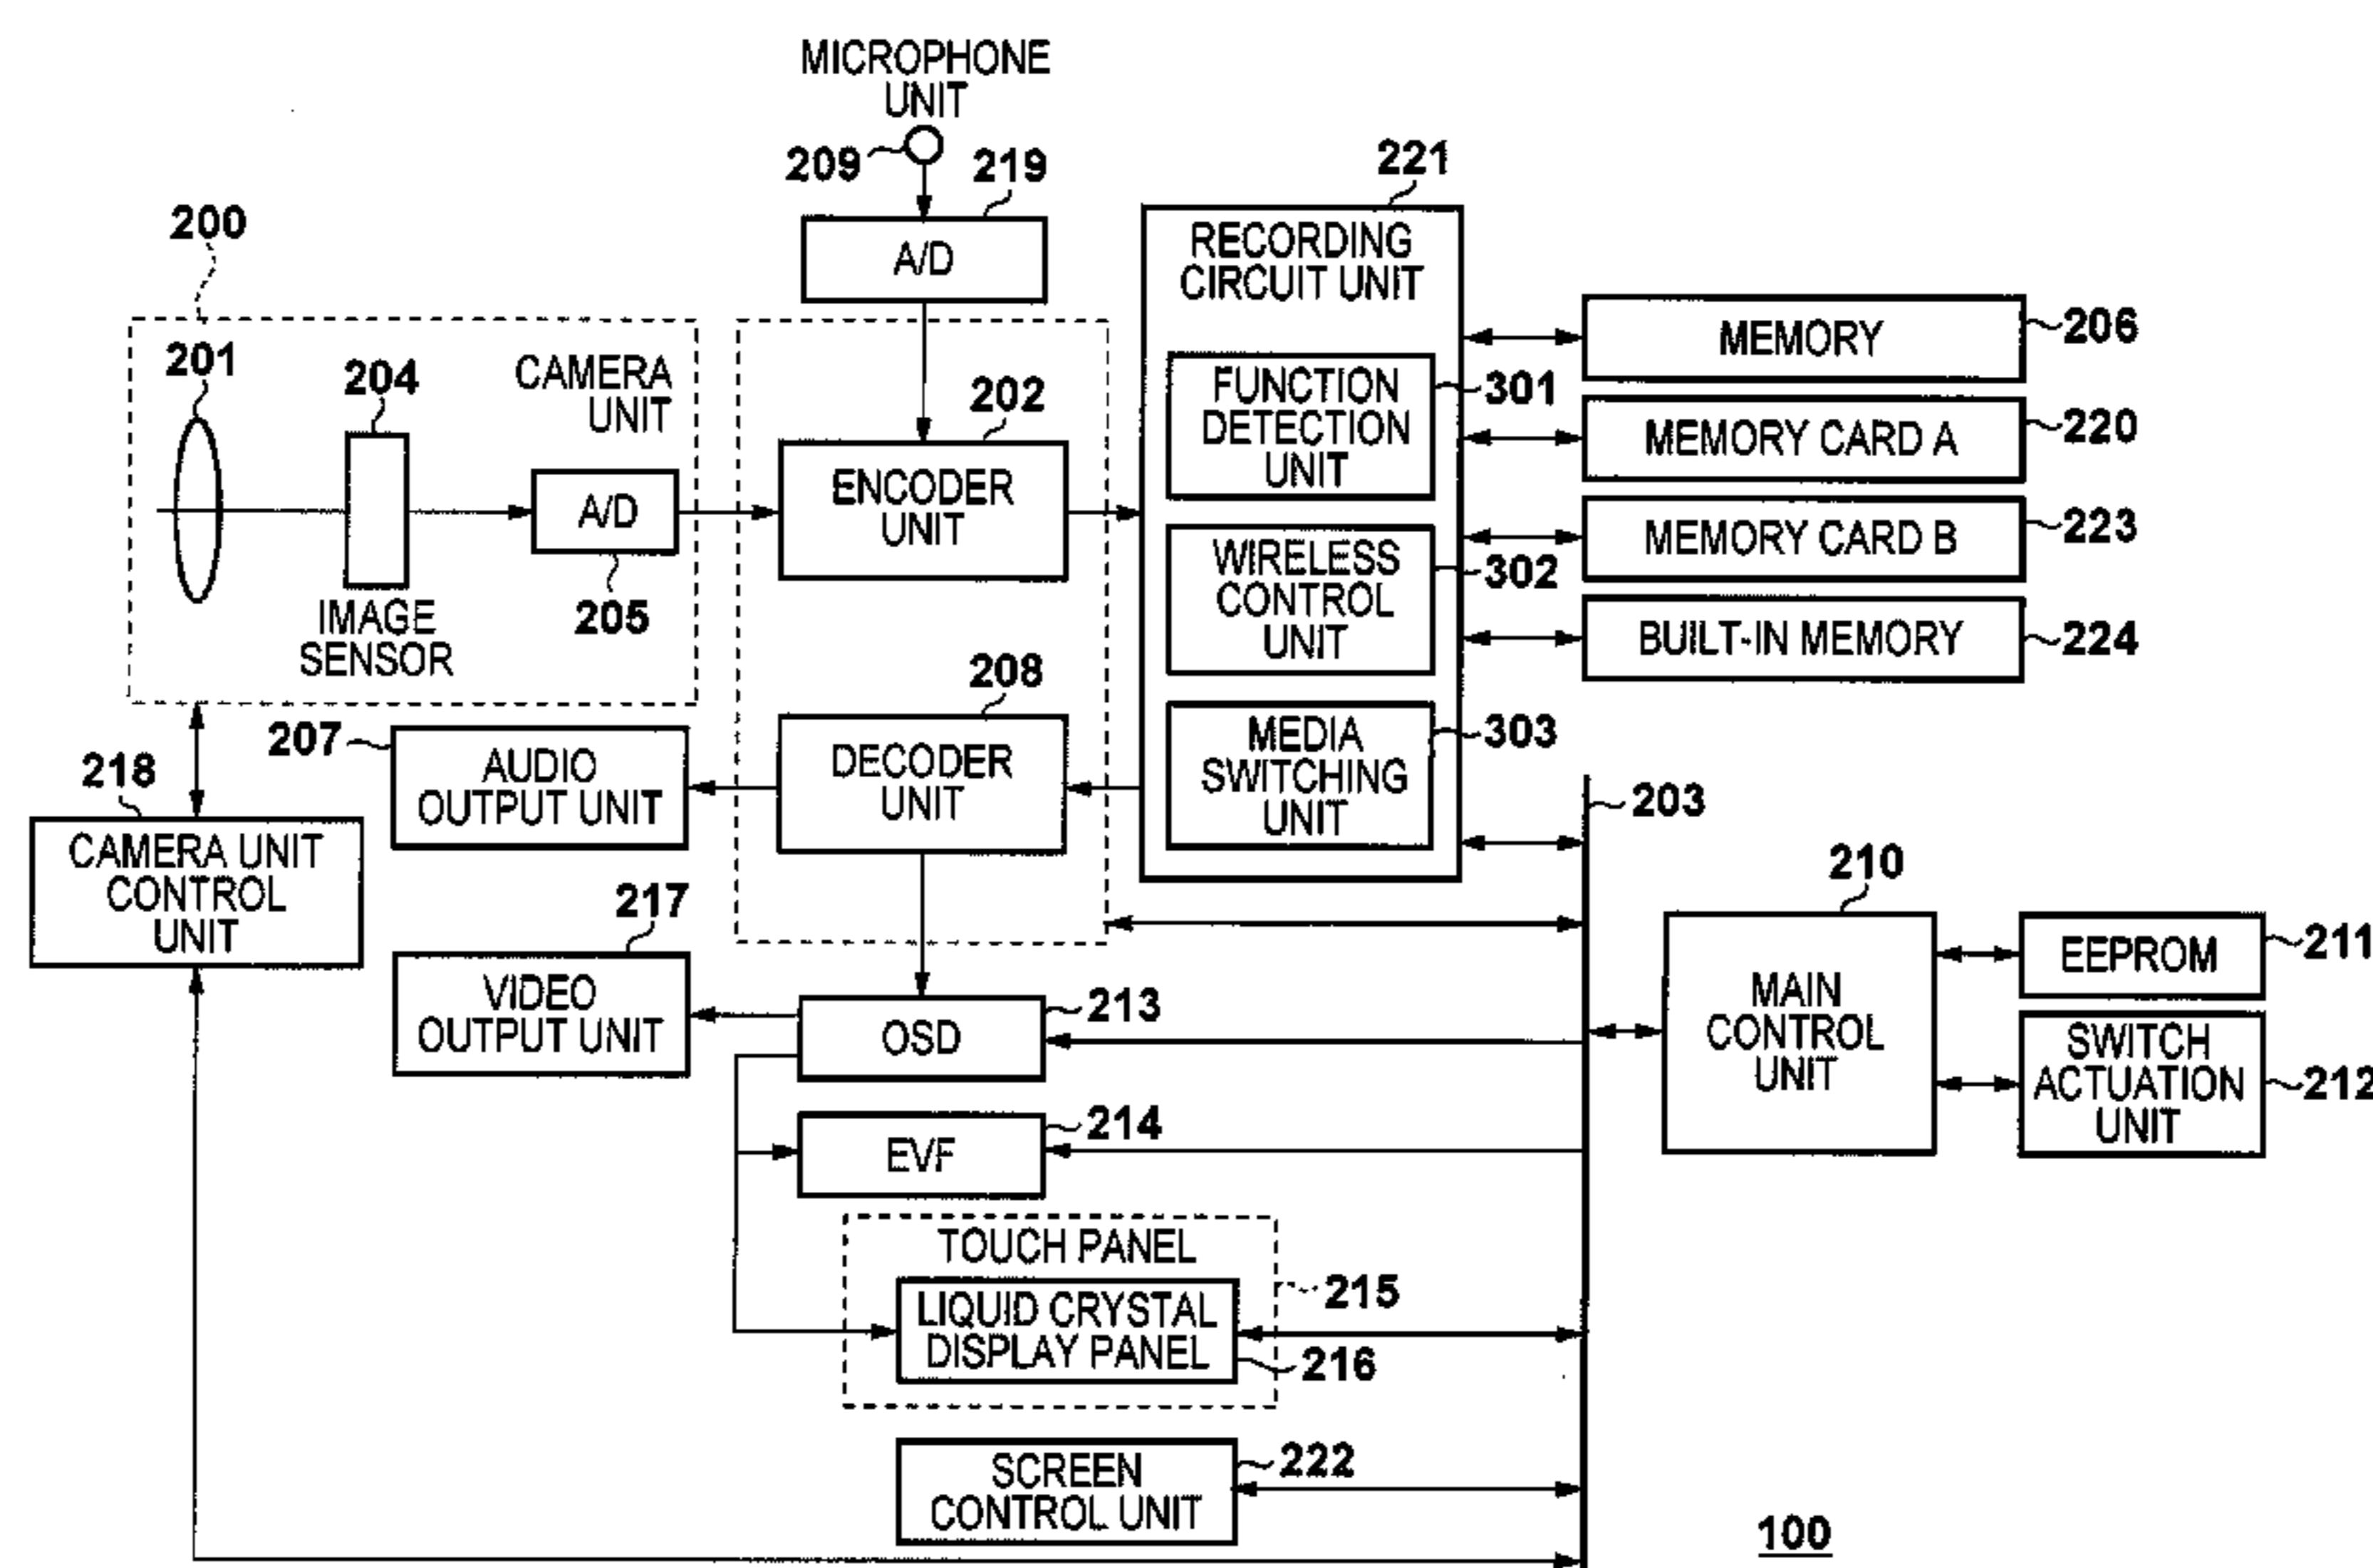 MICROPHONE
UNIT
209
219
A/D
221
RECORDING
CIRCUIT UNIT
200
201
204
CAMERA
UNIT
IMAGE
SENSOR
A/D
205
202
ENCODER
UNIT
FUNCTION
DETECTION
UNIT
301
WIRELESS
CONTROL
UNIT
302
MEDIA
SWITCHING
UNIT
303
MEMORY
206
MEMORY CARD A
220
MEMORY CARD B
223
BUILT-IN MEMORY
224
208
DECODER
UNIT
207
AUDIO
OUTPUT UNIT
218
CAMERA UNIT
CONTROL
UNIT
217
VIDEO
OUTPUT UNIT
203
210
MAIN
CONTROL
UNIT
EEPROM
211
SWITCH
ACTUATION
UNIT
212
OSD
213
EVF
214
TOUCH PANEL
215
LIQUID CRYSTAL
DISPLAY PANEL
216
SCREEN
CONTROL UNIT
222
100